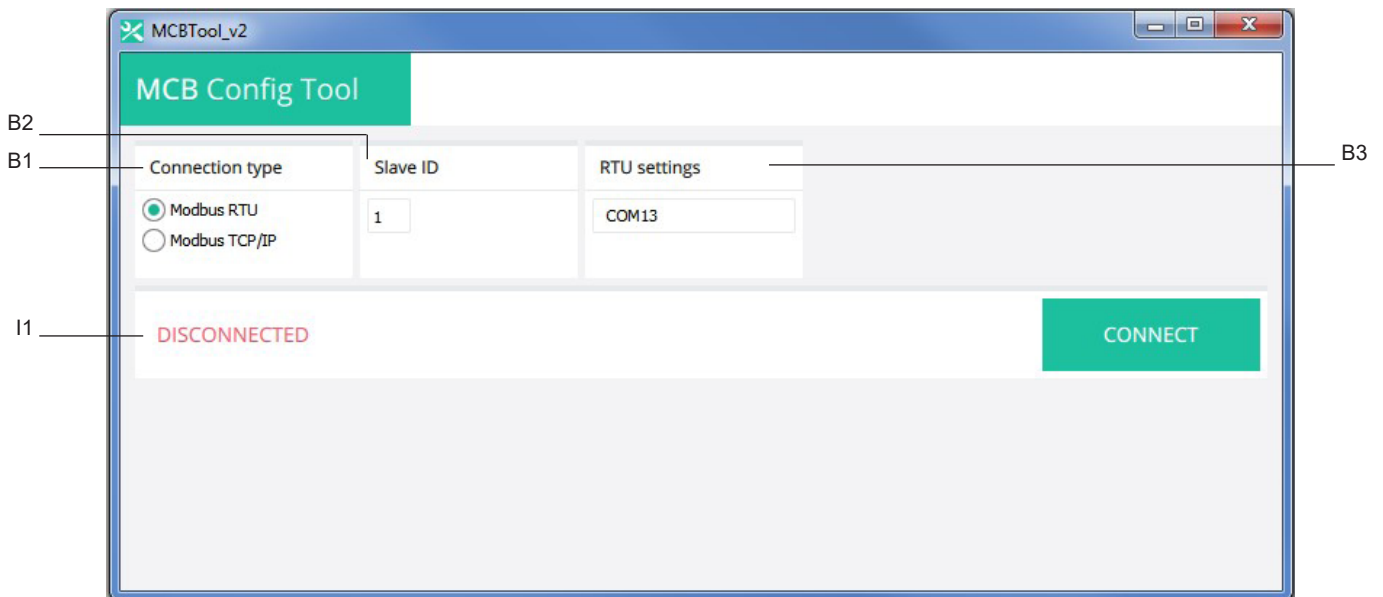 MCBTool_v2
MCB Config Tool
B2
B1
Connection type
Slave ID
RTU settings
B3
Modbus RTU
1
COM13
Modbus TCP/IP
I1
DISCONNECTED
CONNECT